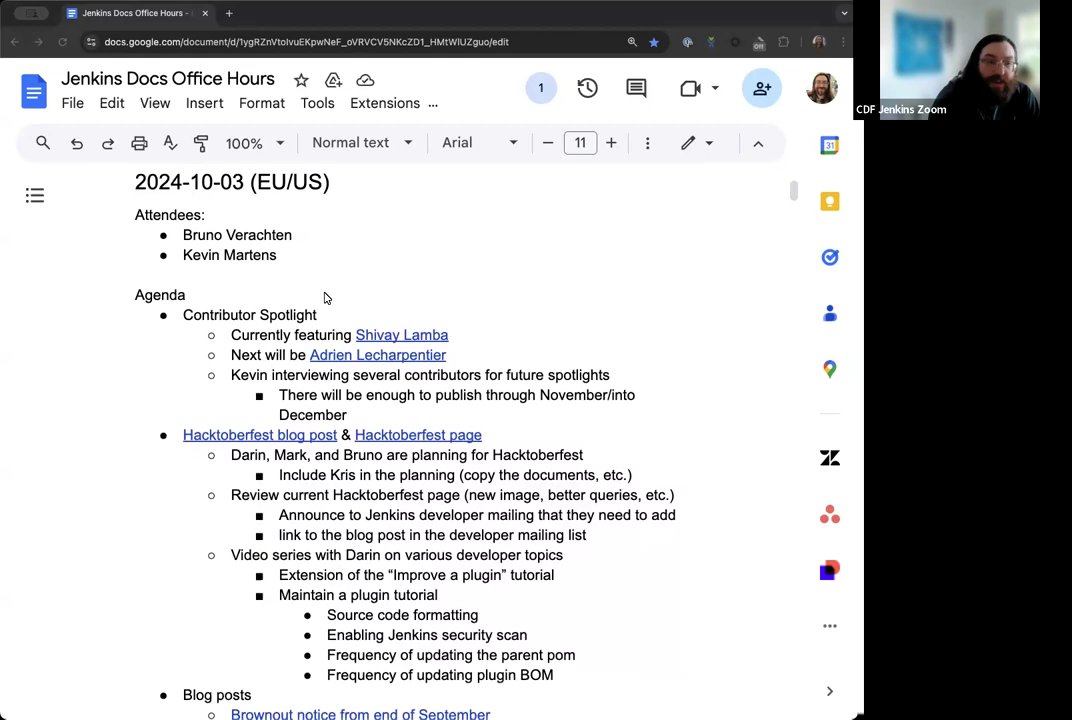 Jenkins Docs Office Hours -
docs.google.com/document/d/1ygRZnVtoIvuEKpwNeF_oVRVCV5NKcZD1_HMtWlUZguo/edit
Off
CDF Jenkins Zoom
Jenkins Docs Office Hours
File Edit View Insert Format Tools Extensions ...
1
100% Normal text Arial 11
31
2024-10-03 (EU/US)
Attendees:
● Bruno Verachten
● Kevin Martens
Agenda
● Contributor Spotlight
○ Currently featuring Shivay Lamba
○ Next will be Adrien Lecharpentier
○ Kevin interviewing several contributors for future spotlights
■ There will be enough to publish through November/into
December
● Hacktoberfest blog post & Hacktoberfest page
○ Darin, Mark, and Bruno are planning for Hacktoberfest
■ Include Kris in the planning (copy the documents, etc.)
○ Review current Hacktoberfest page (new image, better queries, etc.)
■ Announce to Jenkins developer mailing that they need to add
■ link to the blog post in the developer mailing list
○ Video series with Darin on various developer topics
■ Extension of the “Improve a plugin” tutorial
■ Maintain a plugin tutorial
● Source code formatting
● Enabling Jenkins security scan
● Frequency of updating the parent pom
● Frequency of updating plugin BOM
● Blog posts
○ Brownout notice from end of September